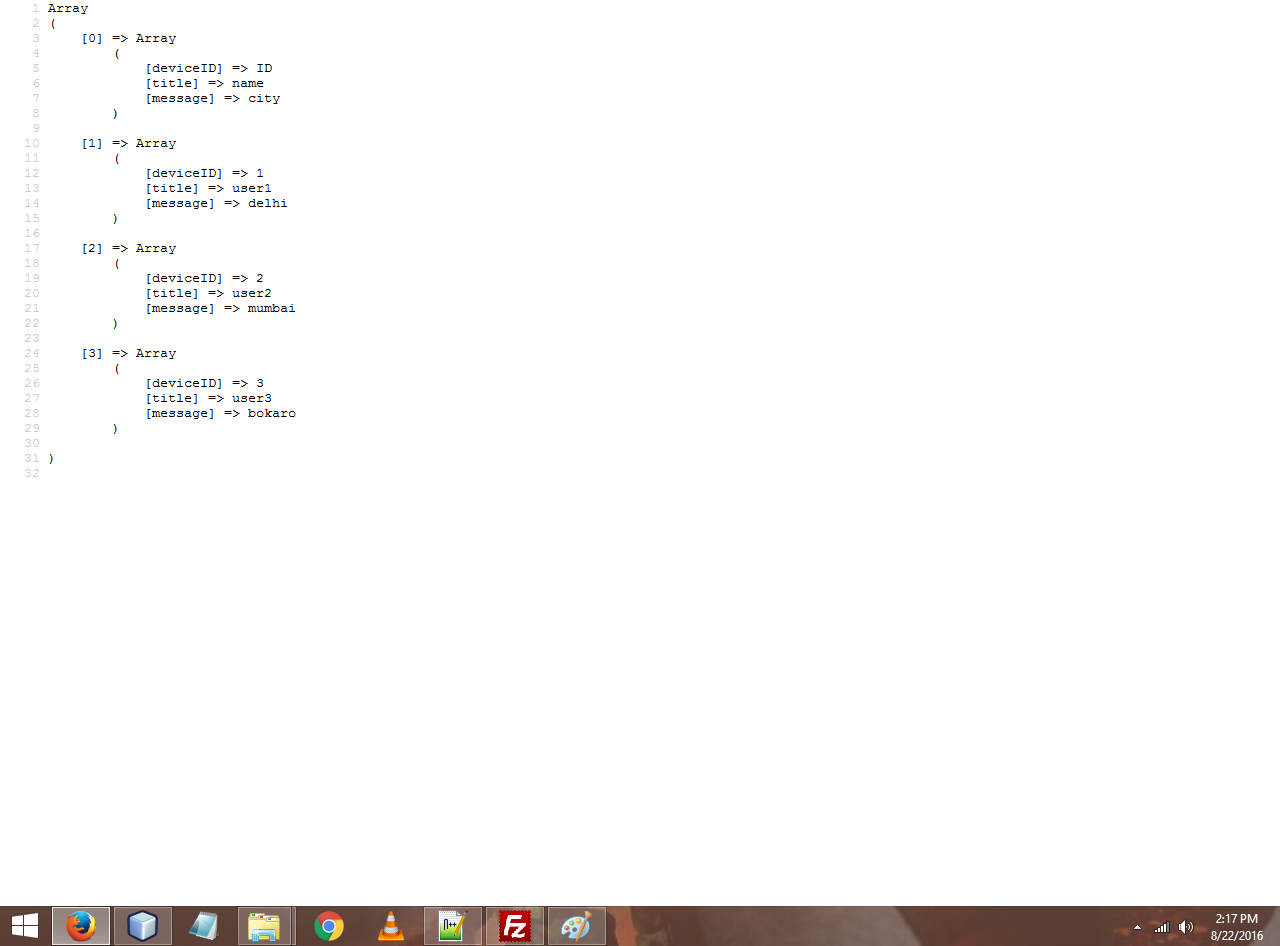 1 Array
2 (
3 [0] => Array
4 (
5 [deviceID] => ID
6 [title] => name
7 [message] => city
8 )
9
10 [1] => Array
11 (
12 [deviceID] => 1
13 [title] => user1
14 [message] => delhi
15 )
16
17 [2] => Array
18 (
19 [deviceID] => 2
20 [title] => user2
21 [message] => mumbai
22 )
23
24 [3] => Array
25 (
26 [deviceID] => 3
27 [title] => user3
28 [message] => bokaro
29 )
30
31 )
32
N++
FZ
2:17 PM
8/22/2016